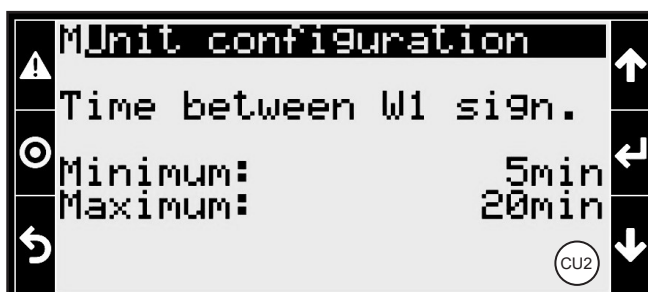 MUnit configuration
Time between W1 sign.
Minimum: 5min
Maximum: 20min
CU2